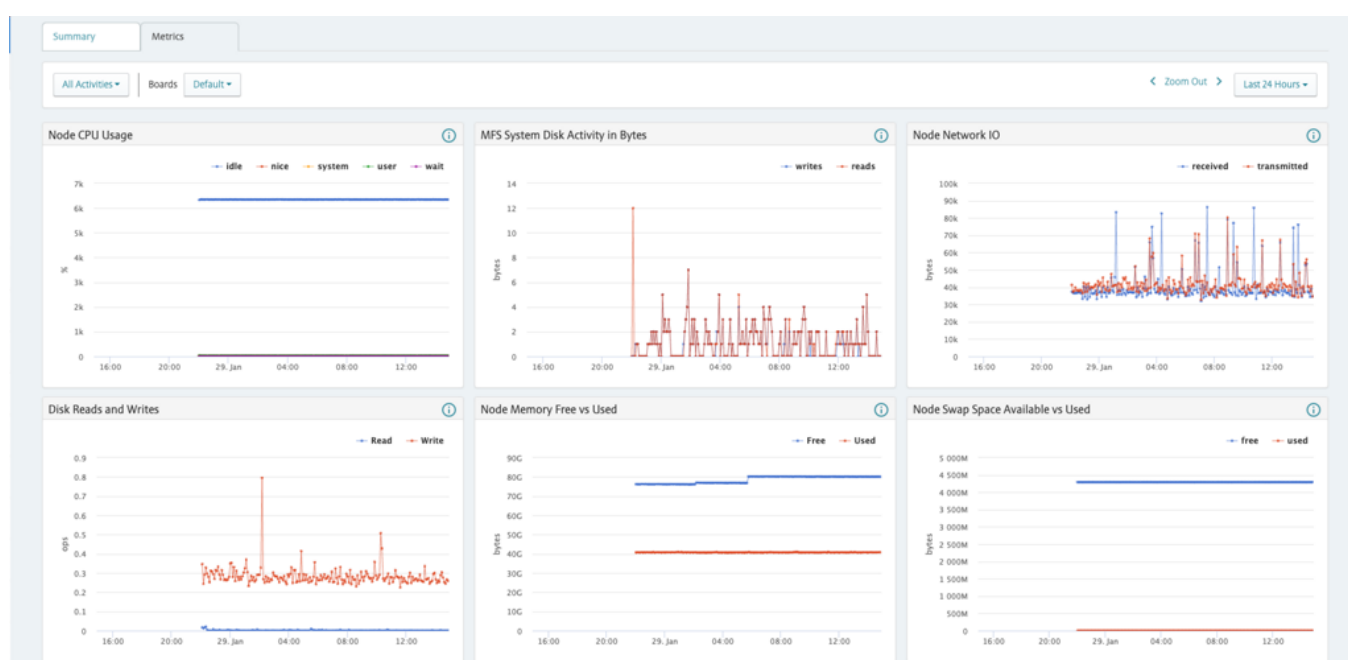 Summary Metrics
All Activities Boards Default Zoom Out Last 24 Hours
Node CPU Usage
idle nice system user wait
7k
6k
5k
4k
3k
2k
1k
0
%
16:00 20:00 29. Jan 04:00 08:00 12:00
MFS System Disk Activity in Bytes
writes reads
14
12
10
8
6
4
2
0
bytes
16:00 20:00 29. Jan 04:00 08:00 12:00
Node Network IO
received transmitted
100k
90k
80k
70k
60k
50k
40k
30k
20k
10k
0
bytes
16:00 20:00 29. Jan 04:00 08:00 12:00
Disk Reads and Writes
Read Write
0.9
0.8
0.7
0.6
0.5
0.4
0.3
0.2
0.1
0
ops
16:00 20:00 29. Jan 04:00 08:00 12:00
Node Memory Free vs Used
Free Used
90G
80G
70G
60G
50G
40G
30G
20G
10G
0
bytes
16:00 20:00 29. Jan 04:00 08:00 12:00
Node Swap Space Available vs Used
free used
5 000M
4 500M
4 000M
3 500M
3 000M
2 500M
2 000M
1 500M
1 000M
500M
0
bytes
16:00 20:00 29. Jan 04:00 08:00 12:00